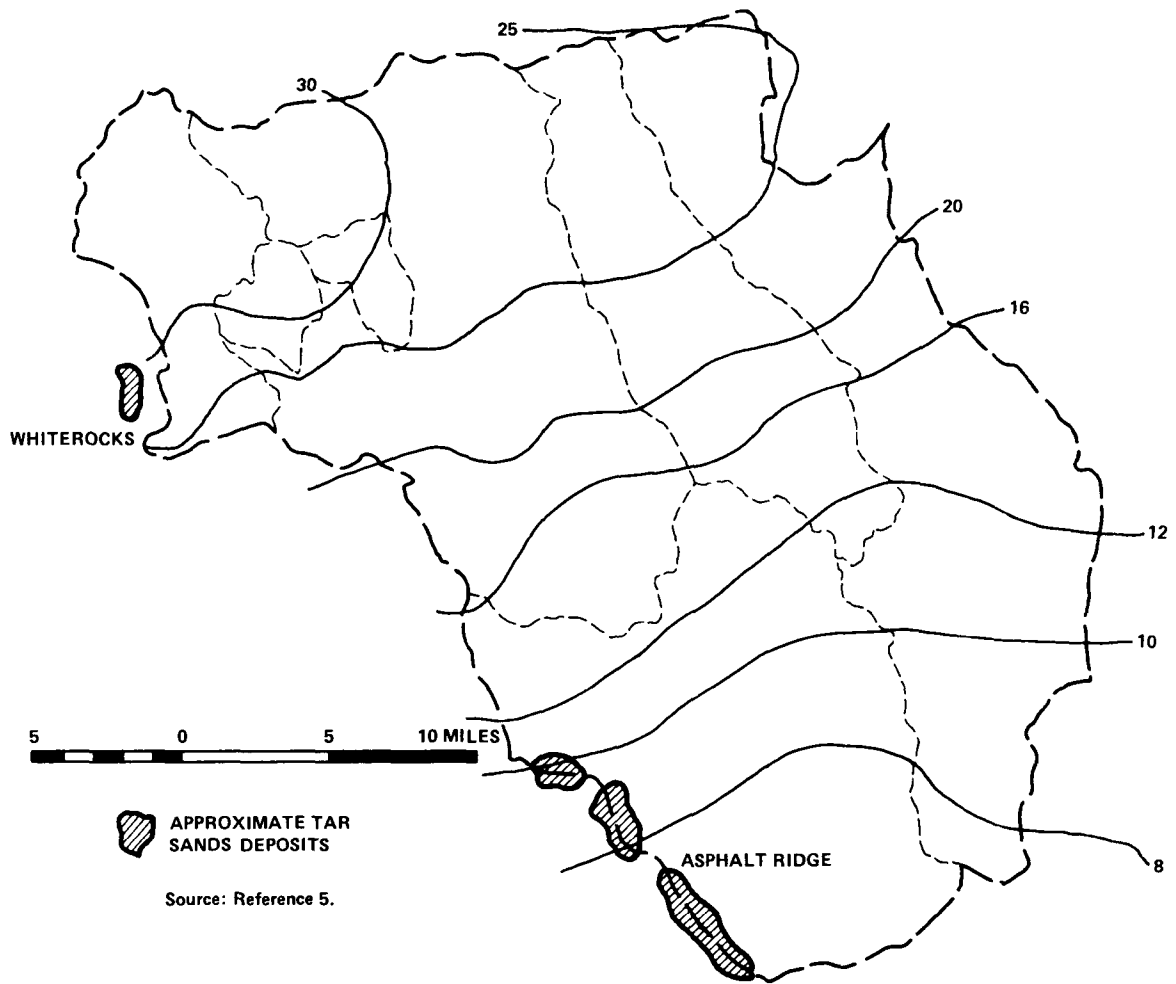 25
30
20
16
WHITEROCKS
12
10
5 0 5 10 MILES
APPROXIMATE TAR
SANDS DEPOSITS
ASPHALT RIDGE
8
Source: Reference 5.